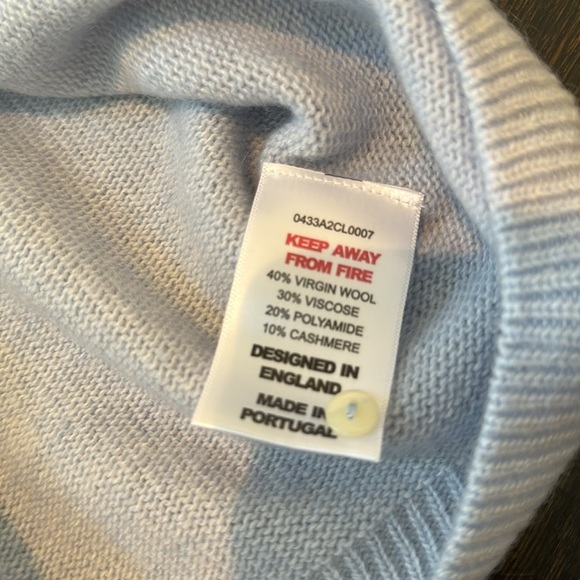 0433A2CL0007
KEEP AWAY
FROM FIRE
40% VIRGIN WOOL
30% VISCOSE
20% POLYAMIDE
10% CASHMERE
DESIGNED IN
ENGLAND
MADE IN
PORTUGAL